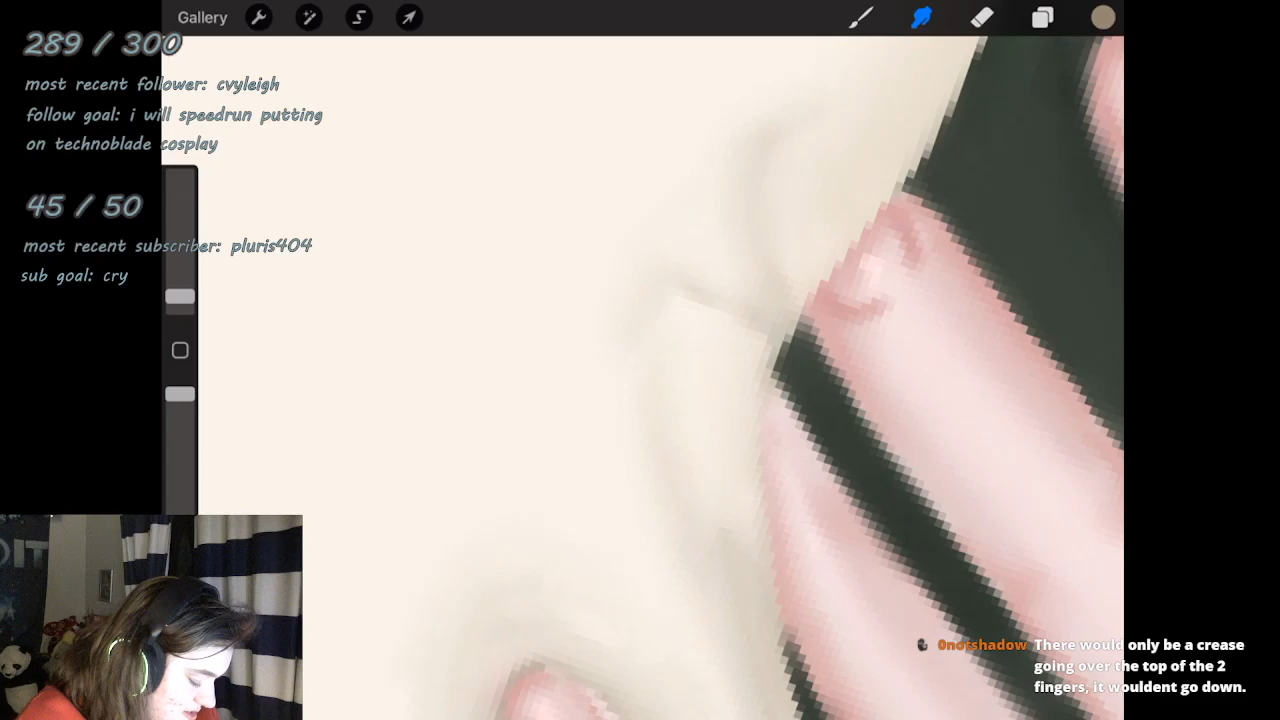 Gallery
289 / 300
most recent follower: cvyleigh
follow goal: i will speedrun putting
on technoblade cosplay
45 / 50
most recent subscriber: pluris404
sub goal: cry
0notshadow There would only be a crease
going over the top of the 2
fingers, it wouldent go down.